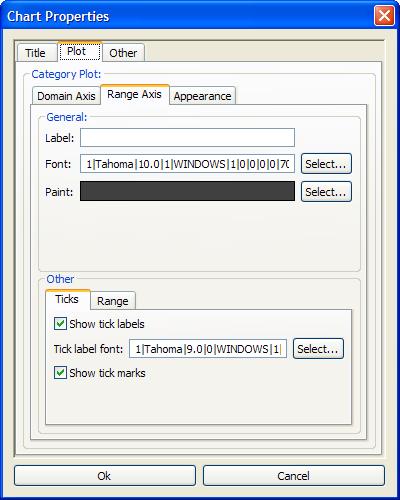 Chart Properties
Title Plot Other
Category Plot:
Domain Axis Range Axis Appearance
General:
Label:
Font: 1|Tahoma|10.0|1|WINDOWS|1|0|0|0|0|70 Select...
Paint: Select...
Other
Ticks Range
Show tick labels
Tick label font: 1|Tahoma|9.0|0|WINDOWS|1| Select...
Show tick marks
Ok Cancel